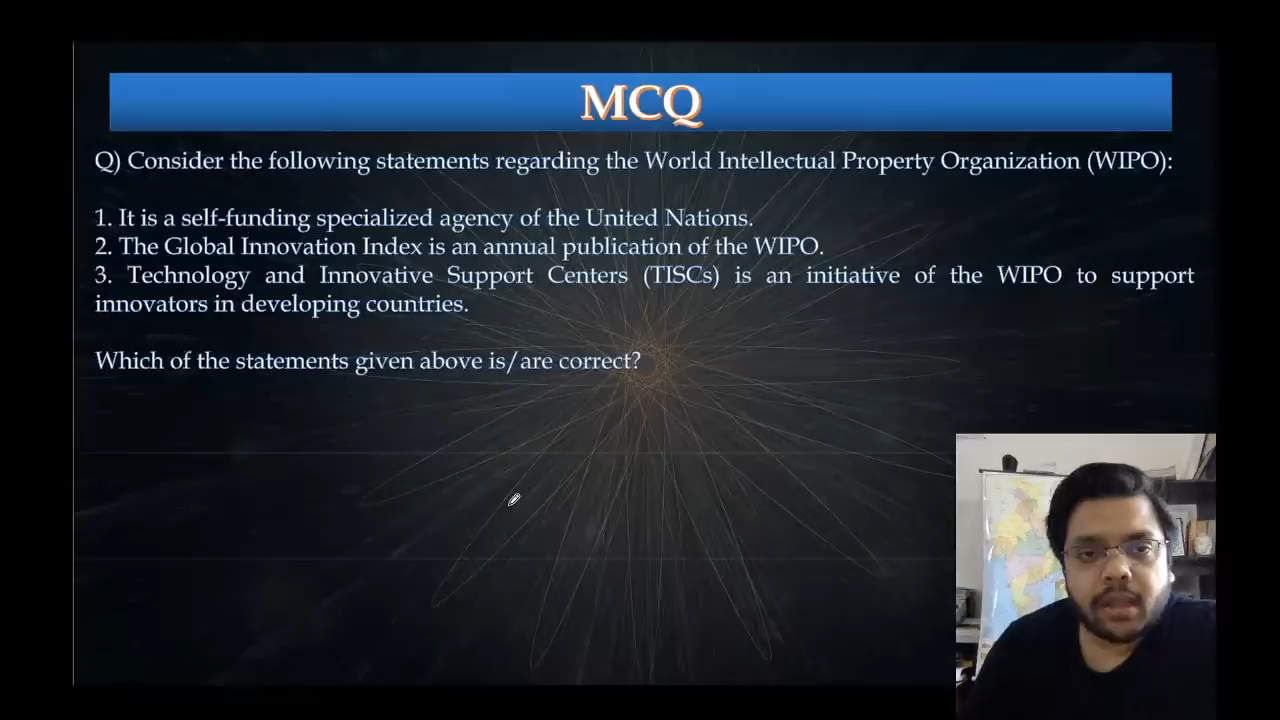 MCQ
Q) Consider the following statements regarding the World Intellectual Property Organization (WIPO):
1. It is a self-funding specialized agency of the United Nations.
2. The Global Innovation Index is an annual publication of the WIPO.
3. Technology and Innovative Support Centers (TISCs) is an initiative of the WIPO to support
innovators in developing countries.
Which of the statements given above is/are correct?